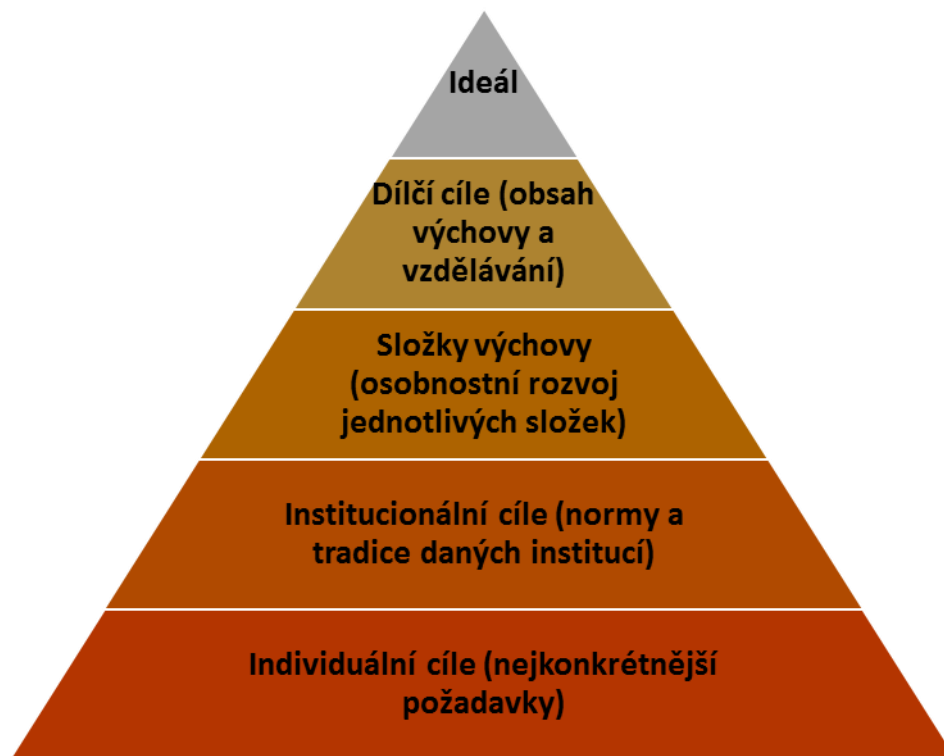 Ideál
Dílčí cíle (obsah
výchovy a
vzdělávání)
Složky výchovy
(osobnostní rozvoj
jednotlivých složek)
Institucionální cíle (normy a
tradice daných institucí)
Individuální cíle (nejkonkrétnější
požadavky)